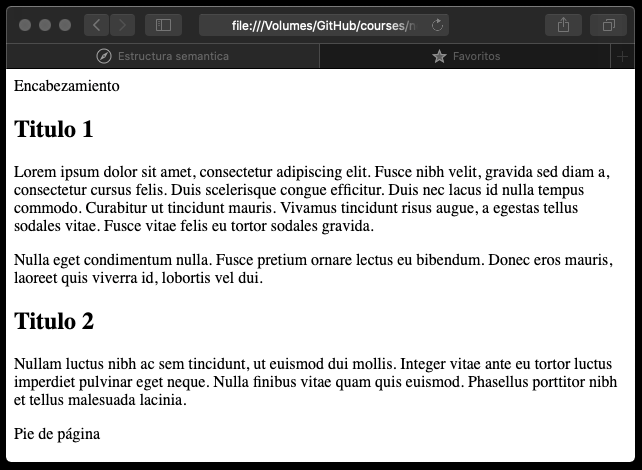 file:///Volumes/GitHub/courses/n
Estructura semantica
Favoritos
Encabezamiento
Titulo 1
Lorem ipsum dolor sit amet, consectetur adipiscing elit. Fusce nibh velit, gravida sed diam a,
consectetur cursus felis. Duis scelerisque congue efficitur. Duis nec lacus id nulla tempus
commodo. Curabitur ut tincidunt mauris. Vivamus tincidunt risus augue, a egestas tellus
sodales vitae. Fusce vitae felis eu tortor sodales gravida.
Nulla eget condimentum nulla. Fusce pretium ornare lectus eu bibendum. Donec eros mauris,
laoreet quis viverra id, lobortis vel dui.
Titulo 2
Nullam luctus nibh ac sem tincidunt, ut euismod dui mollis. Integer vitae ante eu tortor luctus
imperdiet pulvinar eget neque. Nulla finibus vitae quam quis euismod. Phasellus porttitor nibh
et tellus malesuada lacinia.
Pie de página